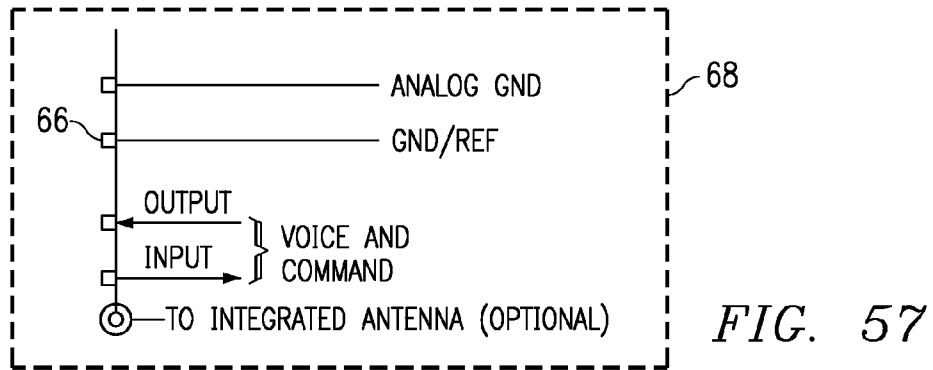 ANALOG GND
68
66
GND/REF
OUTPUT
VOICE AND
INPUT
COMMAND
TO INTEGRATED ANTENNA (OPTIONAL)
FIG. 57